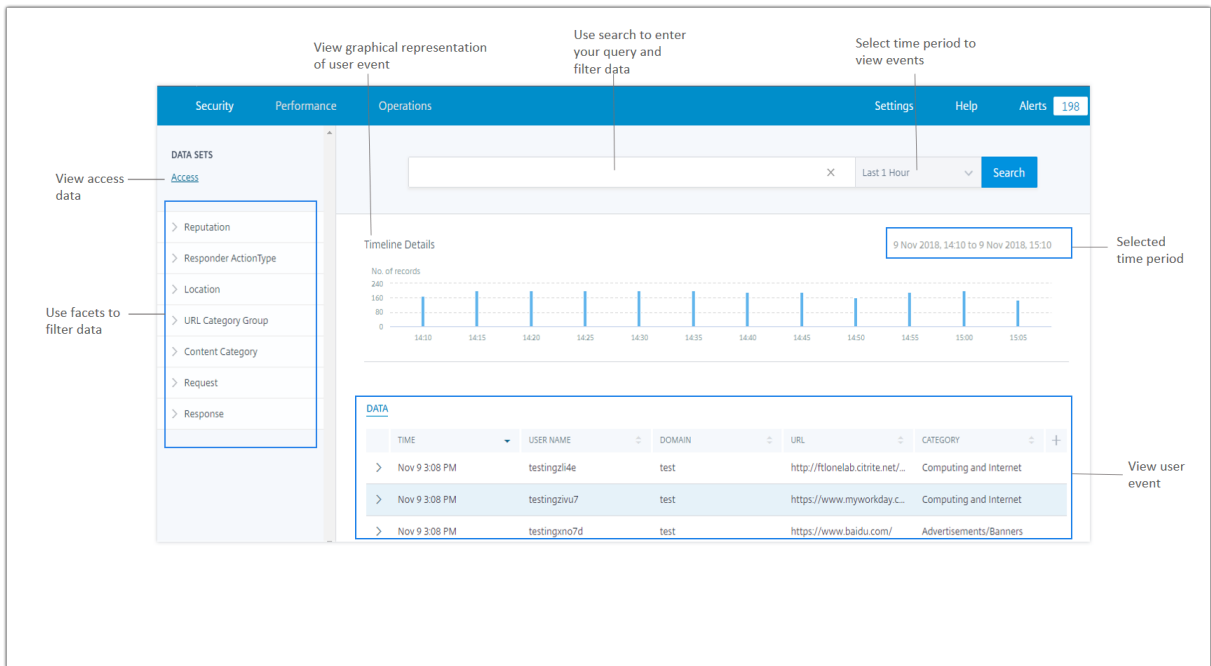 View graphical representation
of user event
Use search to enter
your query and
filter data
Select time period to
view events
Security Performance Operations Settings Help Alerts 198
DATA SETS
Access
View access
data
Last 1 Hour Search
Reputation
Responder ActionType
Location
URL Category Group
Content Category
Request
Response
Use facets to
filter data
Timeline Details
9 Nov 2018, 14:10 to 9 Nov 2018, 15:10
Selected
time period
No. of records
240
160
80
0
14:10 14:15 14:20 14:25 14:30 14:35 14:40 14:45 14:50 14:55 15:00 15:05
DATA
TIME USER NAME DOMAIN URL CATEGORY
Nov 9 3:08 PM testingzli4e test http://ftlonelab.citrite.net/... Computing and Internet
Nov 9 3:08 PM testingzivu7 test https://www.myworkday.c... Computing and Internet
Nov 9 3:08 PM testingxno7d test https://www.baidu.com/ Advertisements/Banners
View user
event